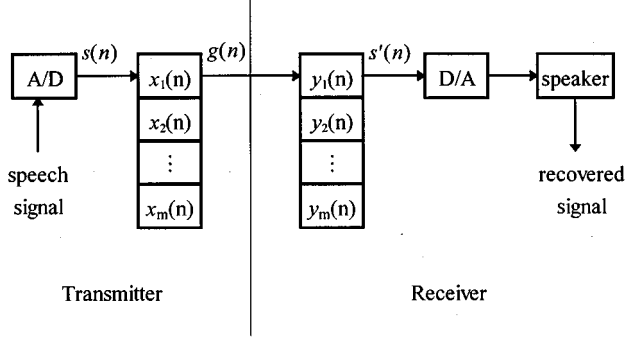 s(n)
g(n)
s'(n)
A/D
x₁(n)
y₁(n)
D/A
speaker
x₂(n)
y₂(n)
⋮
⋮
speech
signal
recovered
signal
xₘ(n)
yₘ(n)
Transmitter
Receiver